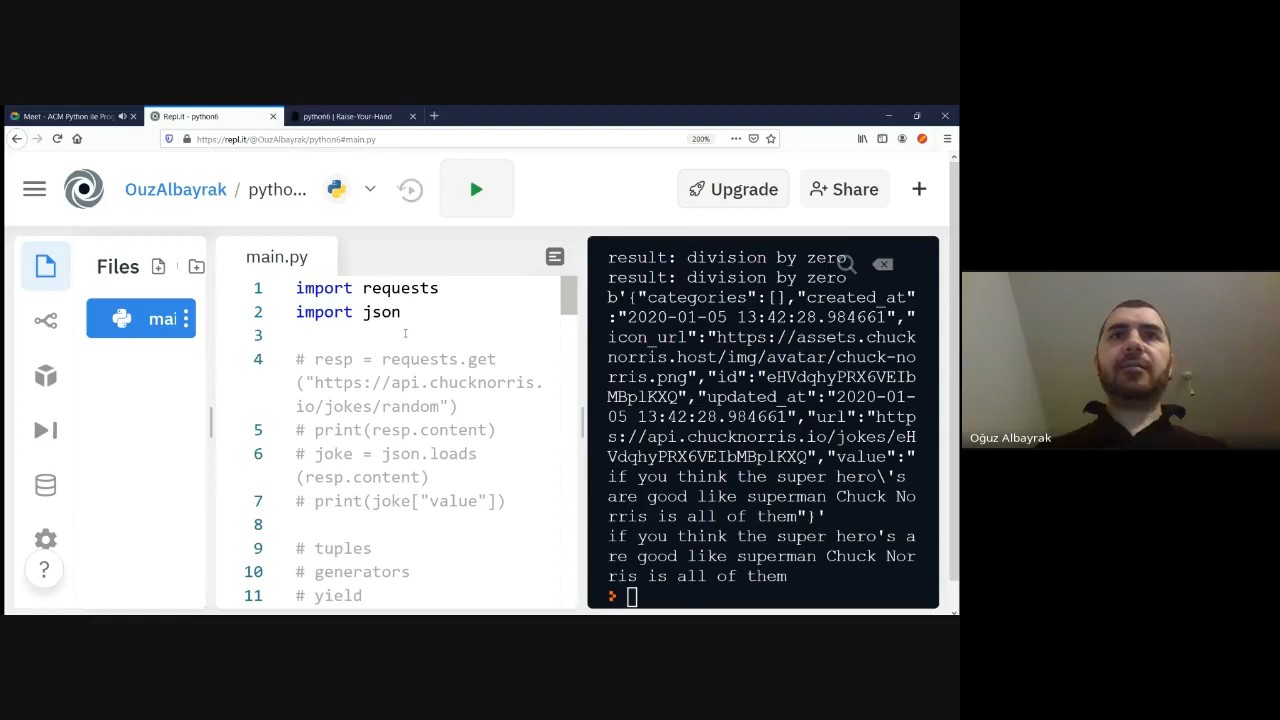 Meet - ACM Python ile Prog
Repl.it - python6
python6 | Raise-Your-Hand
https://repl.it/@OuzAlbayrak/python6#main.py
200%
OuzAlbayrak / pytho...
Upgrade
Share
Files
mai
main.py
1 import requests
2 import json
3
4 # resp = requests.get
("https://api.chucknorris.
io/jokes/random")
5 # print(resp.content)
6 # joke = json.loads
(resp.content)
7 # print(joke["value"])
8
9 # tuples
10 # generators
11 # yield
?
result: division by zero
result: division by zero
b'{"categories":[],"created_at"
:"2020-01-05 13:42:28.984661","
icon_url":"https://assets.chuck
norris.host/img/avatar/chuck-no
rris.png","id":"eHVdqhyPRX6VEIb
MBplKXQ","updated_at":"2020-01-
05 13:42:28.984661","url":"http
s://api.chucknorris.io/jokes/eH
VdqhyPRX6VEIbMBplKXQ","value":"
if you think the super hero\'s
are good like superman Chuck No
rris is all of them"}'
if you think the super hero's a
re good like superman Chuck Nor
ris is all of them
Oğuz Albayrak